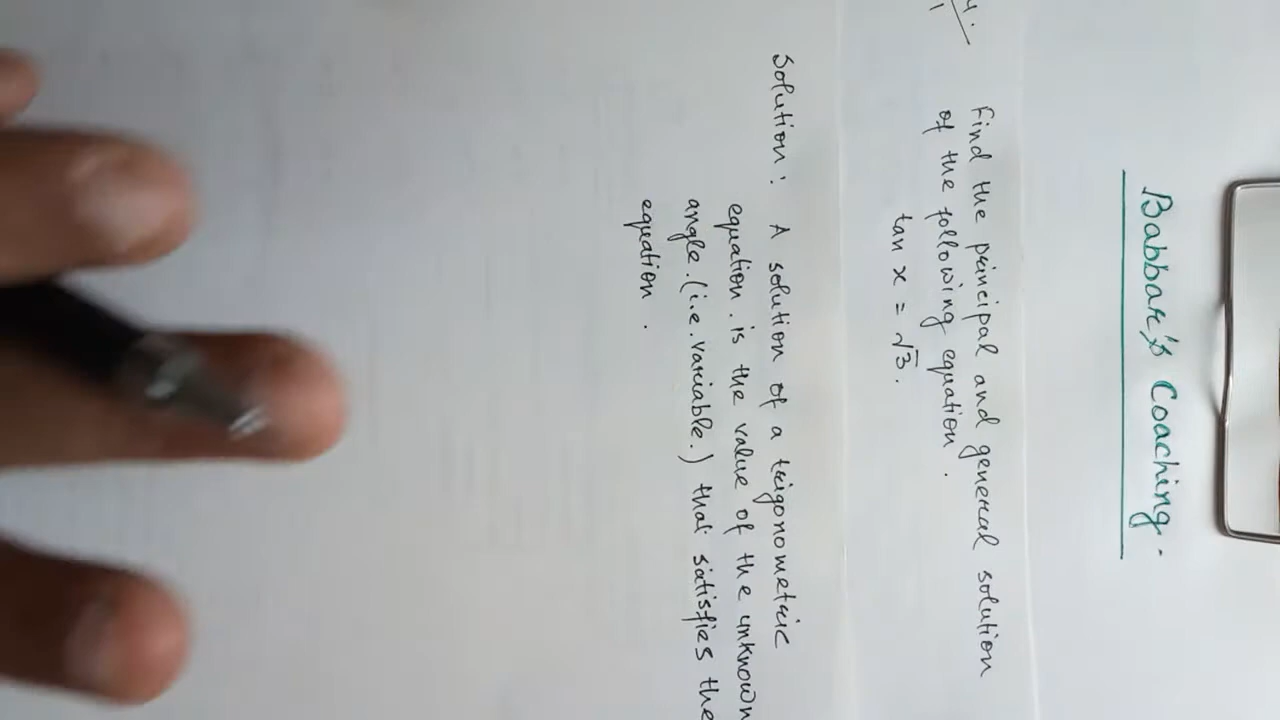 Babbar's Coaching.
Find the principal and general solution
of the following equation.
tan x = √3.
Solution: A solution of a trigonometric
equation is the value of the unknown
angle (i.e. variable.) that satisfies the
equation.